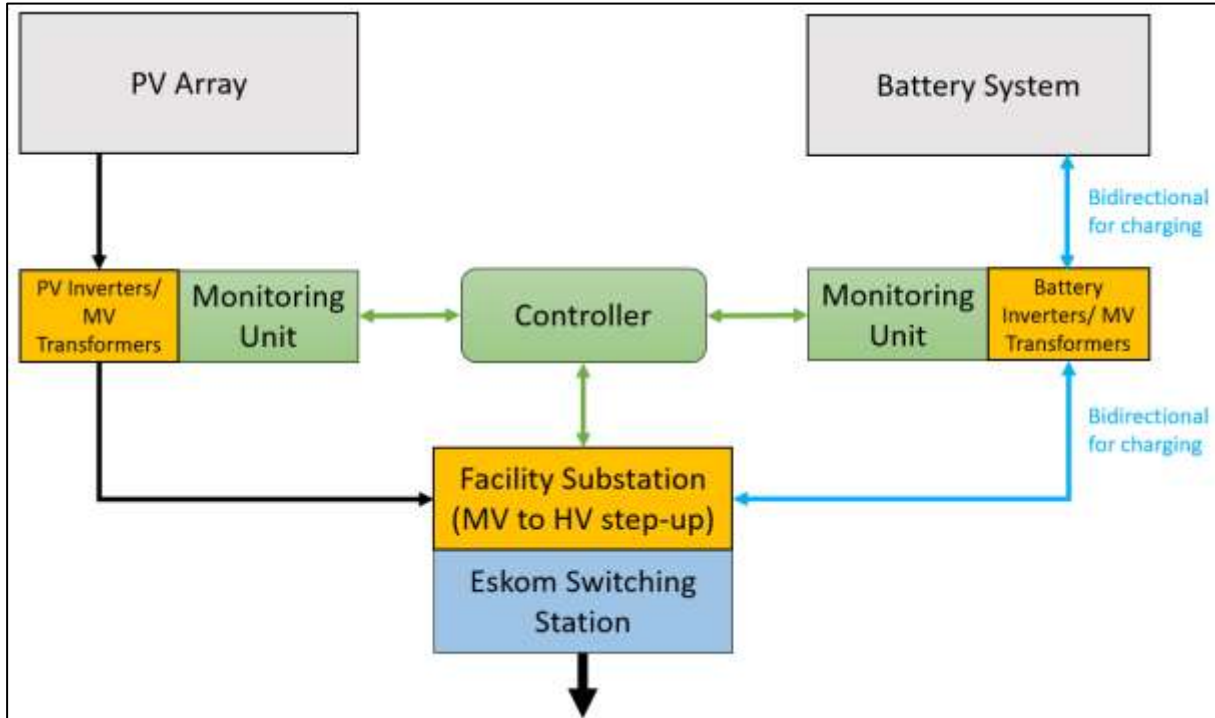 PV Array
Battery System
Bidirectional
for charging
PV Inverters/
MV
Transformers
Monitoring
Unit
Controller
Monitoring
Unit
Battery
Inverters/ MV
Transformers
Bidirectional
for charging
Facility Substation
(MV to HV step-up)
Eskom Switching
Station